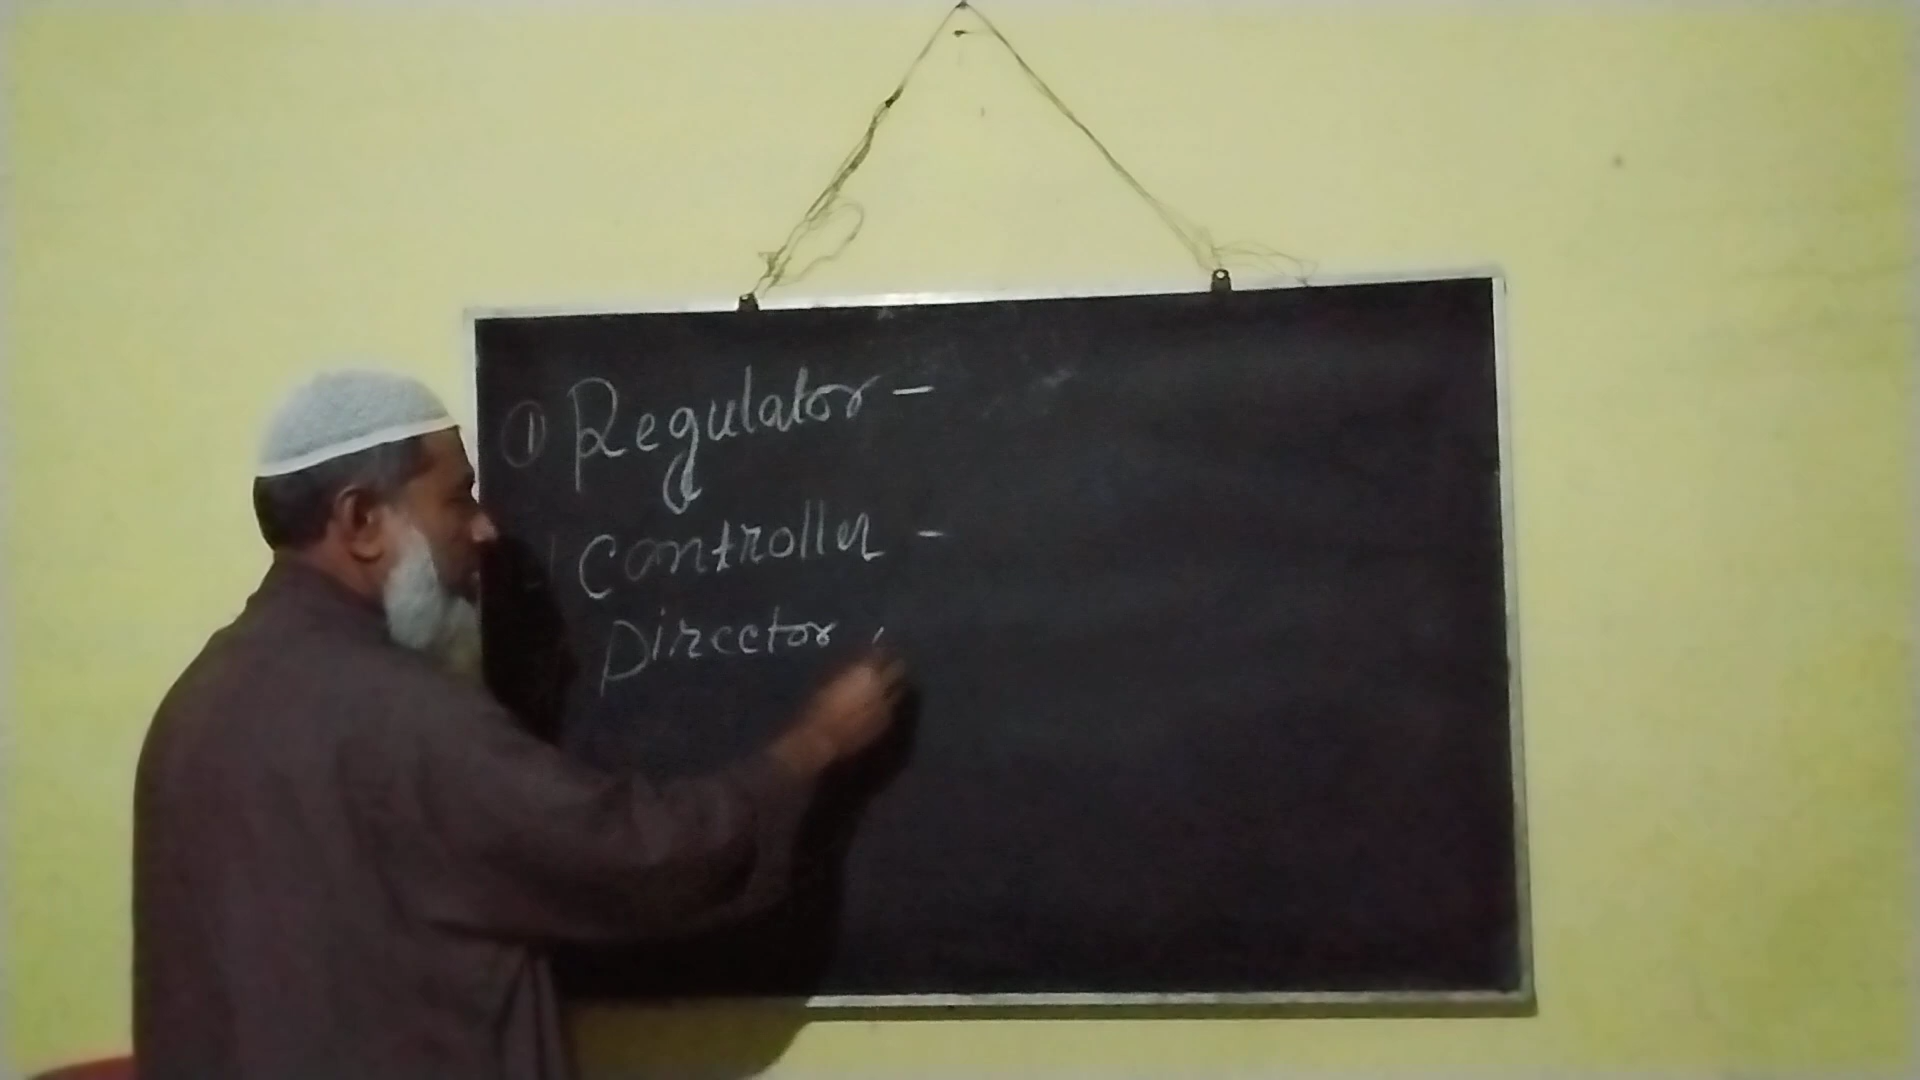 ① Regulator -
Controller -
Director